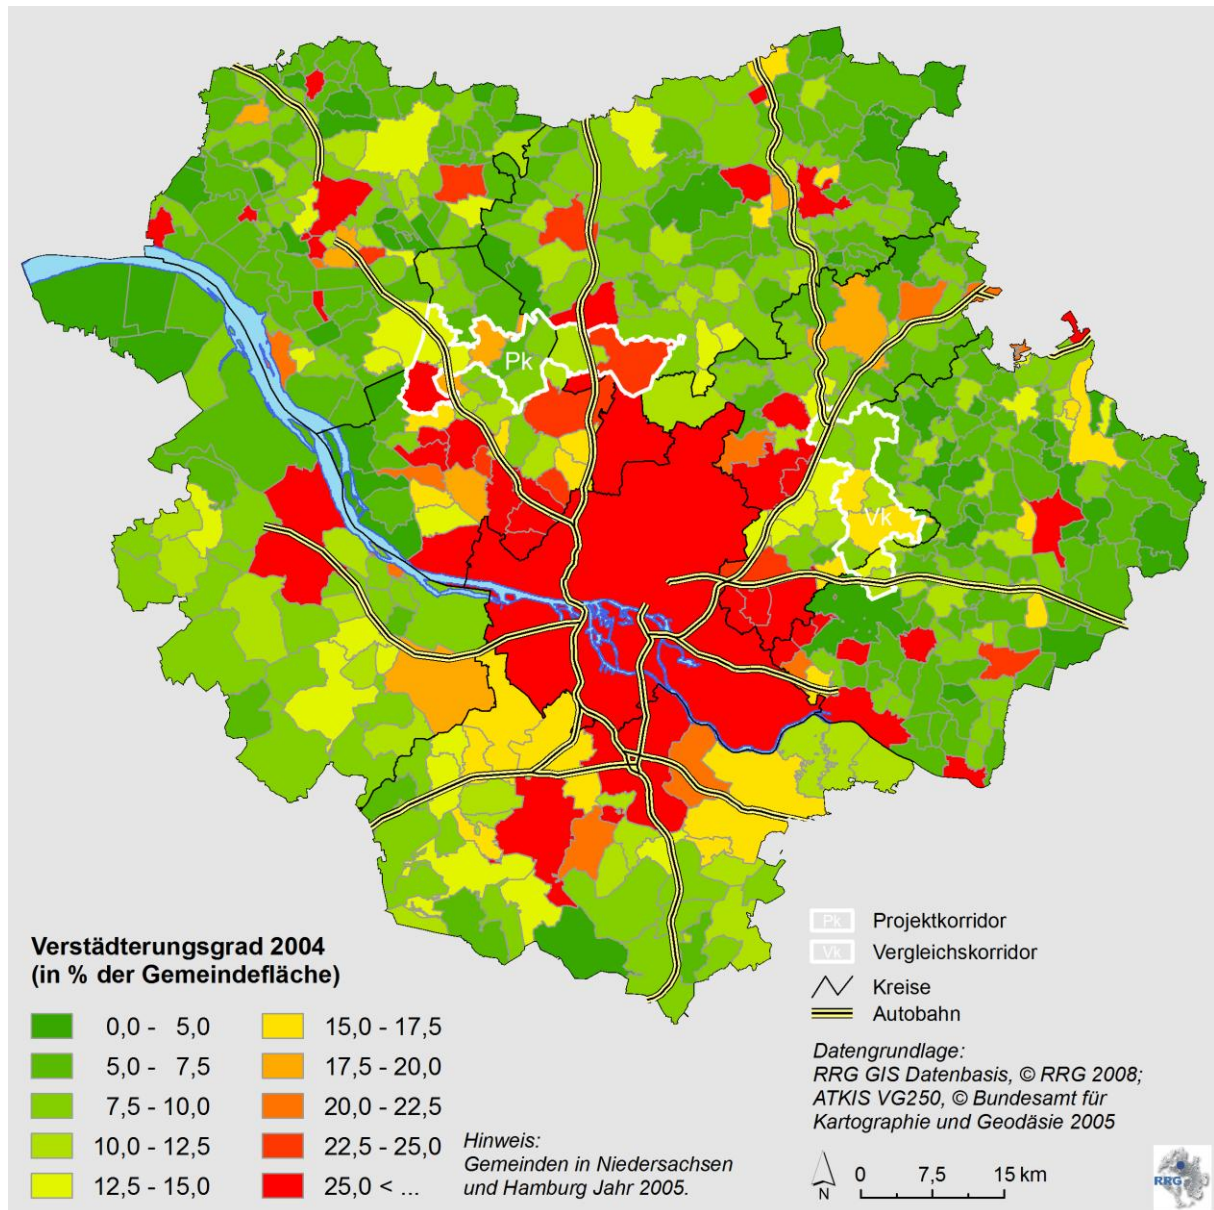 Pk
Vk
Verstädterungsgrad 2004
(in % der Gemeindefläche)
0,0 - 5,0
5,0 - 7,5
7,5 - 10,0
10,0 - 12,5
12,5 - 15,0
15,0 - 17,5
17,5 - 20,0
20,0 - 22,5
22,5 - 25,0
25,0 < ...
Hinweis:
Gemeinden in Niedersachsen
und Hamburg Jahr 2005.
Pk Projektkorridor
Vk Vergleichskorridor
Kreise
Autobahn
Datengrundlage:
RRG GIS Datenbasis, © RRG 2008;
ATKIS VG250, © Bundesamt für
Kartographie und Geodäsie 2005
N
0 7,5 15 km
RRG